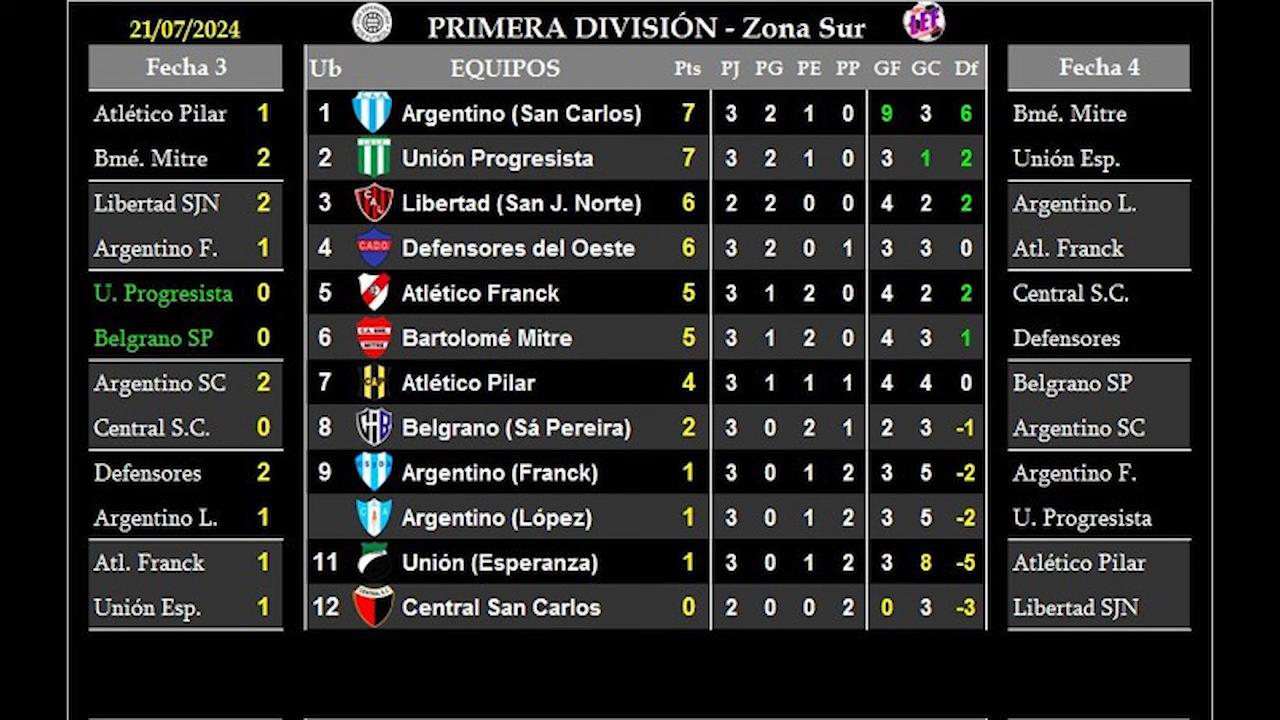 21/07/2024
PRIMERA DIVISIÓN - Zona Sur
LEF
Fecha 3
Atlético Pilar 1
Bmé. Mitre 2
Libertad SJN 2
Argentino F. 1
U. Progresista 0
Belgrano SP 0
Argentino SC 2
Central S.C. 0
Defensores 2
Argentino L. 1
Atl. Franck 1
Unión Esp. 1
Ub EQUIPOS Pts PJ PG PE PP GF GC Df
1 Argentino (San Carlos) 7 3 2 1 0 9 3 6
2 Unión Progresista 7 3 2 1 0 3 1 2
3 Libertad (San J. Norte) 6 2 2 0 0 4 2 2
4 CADO Defensores del Oeste 6 3 2 0 1 3 3 0
5 Atlético Franck 5 3 1 2 0 4 2 2
6 Bartolomé Mitre 5 3 1 2 0 4 3 1
7 CAP Atlético Pilar 4 3 1 1 1 4 4 0
8 Belgrano (Sá Pereira) 2 3 0 2 1 2 3 -1
9 Argentino (Franck) 1 3 0 1 2 3 5 -2
Argentino (López) 1 3 0 1 2 3 5 -2
11 Unión (Esperanza) 1 3 0 1 2 3 8 -5
12 Central San Carlos 0 2 0 0 2 0 3 -3
Fecha 4
Bmé. Mitre
Unión Esp.
Argentino L.
Atl. Franck
Central S.C.
Defensores
Belgrano SP
Argentino SC
Argentino F.
U. Progresista
Atlético Pilar
Libertad SJN